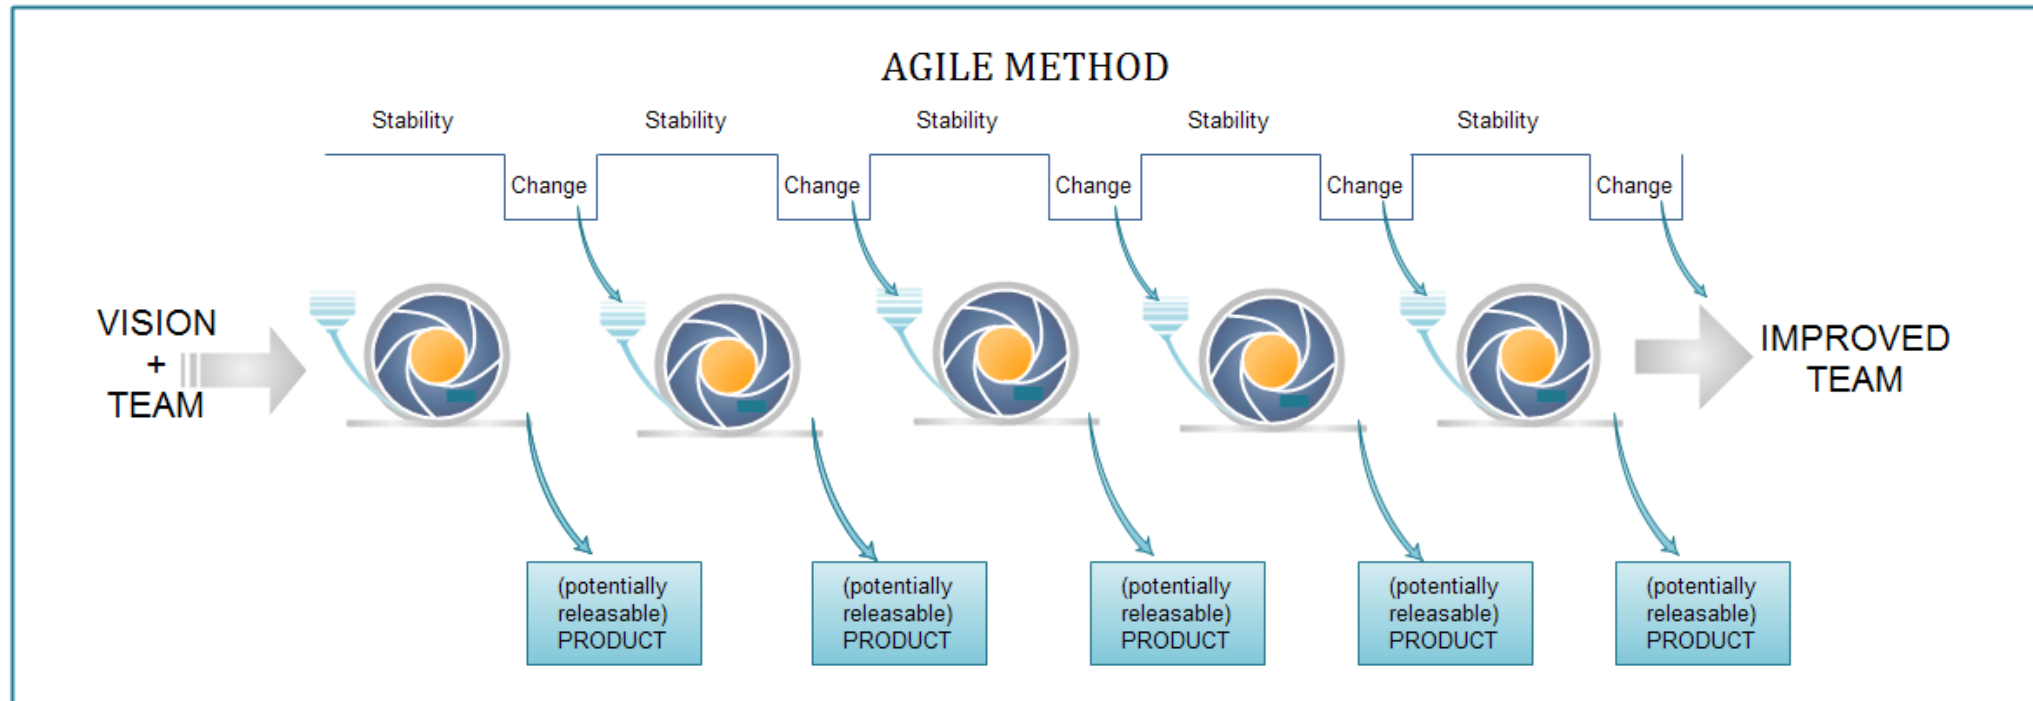 AGILE METHOD
Stability
Stability
Stability
Stability
Stability
Change
Change
Change
Change
Change
VISION
+
TEAM
IMPROVED
TEAM
(potentially
releasable)
PRODUCT
(potentially
releasable)
PRODUCT
(potentially
releasable)
PRODUCT
(potentially
releasable)
PRODUCT
(potentially
releasable)
PRODUCT